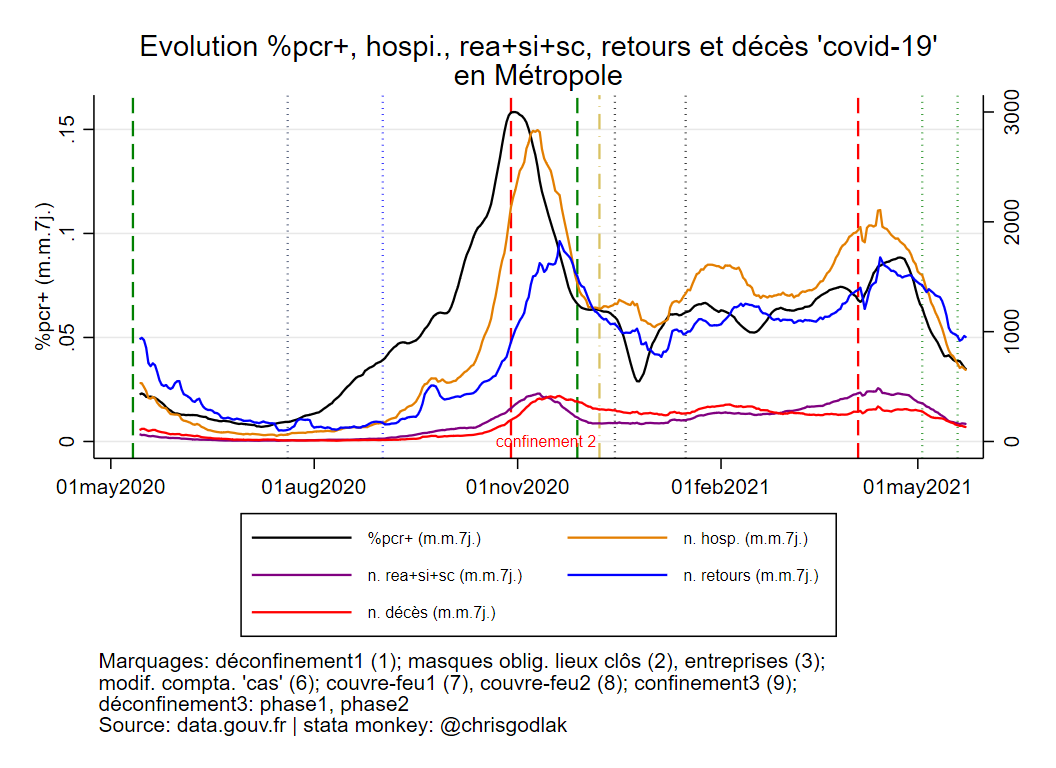 Evolution %pcr+, hospi., rea+si+sc, retours et décès 'covid-19'
en Métropole
%pcr+ (m.m.7j.)
.15
.1
.05
0
3000
2000
1000
0
confinement 2
01may2020
01aug2020
01nov2020
01feb2021
01may2021
%pcr+ (m.m.7j.)
n. hosp. (m.m.7j.)
n. rea+si+sc (m.m.7j.)
n. retours (m.m.7j.)
n. décès (m.m.7j.)
Marquages: déconfinement1 (1); masques oblig. lieux clôs (2), entreprises (3);
modif. compta. 'cas' (6); couvre-feu1 (7), couvre-feu2 (8); confinement3 (9);
déconfinement3: phase1, phase2
Source: data.gouv.fr | stata monkey: @chrisgodlak